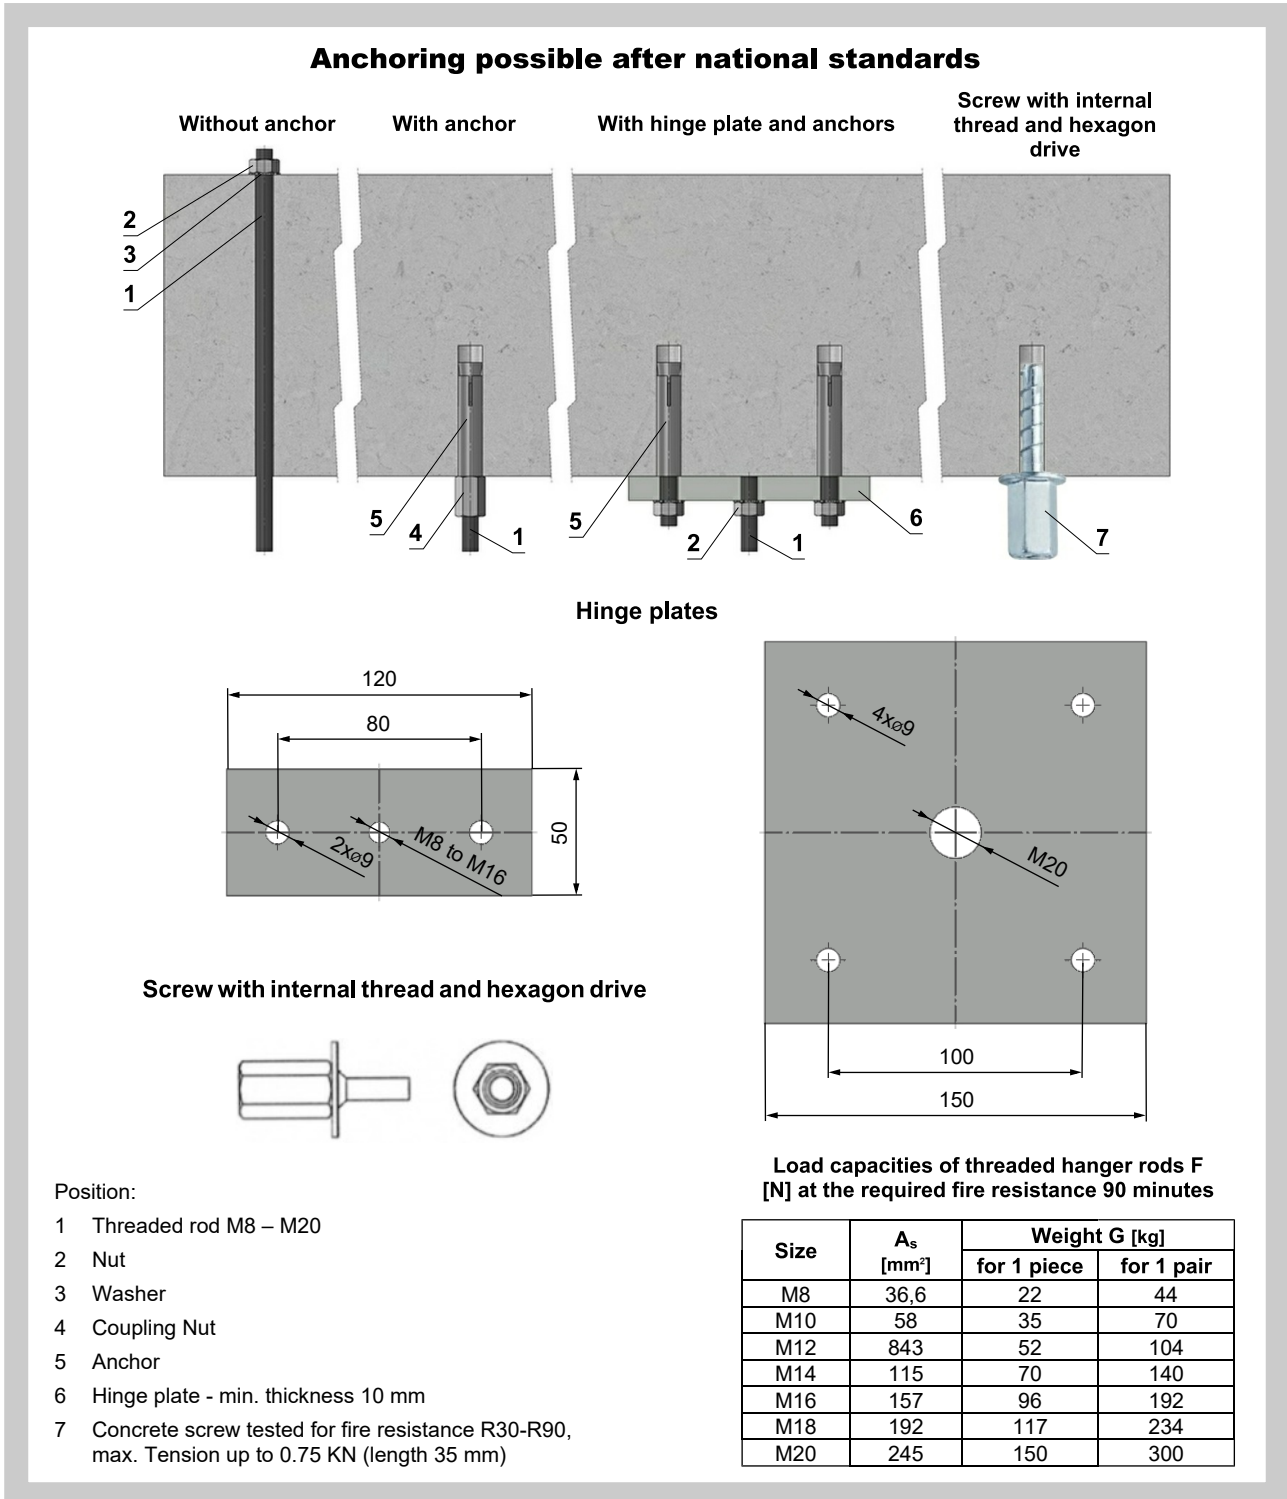 Anchoring possible after national standards
Without anchor
With anchor
With hinge plate and anchors
Screw with internal
thread and hexagon
drive
2
3
1
5
4
1
5
2
1
6
7
Hinge plates
120
80
50
2xø9
M8 to M16
4xø9
M20
100
150
Screw with internal thread and hexagon drive
Position:
1 Threaded rod M8 – M20
2 Nut
3 Washer
4 Coupling Nut
5 Anchor
6 Hinge plate - min. thickness 10 mm
7 Concrete screw tested for fire resistance R30-R90,
max. Tension up to 0.75 KN (length 35 mm)
Load capacities of threaded hanger rods F
[N] at the required fire resistance 90 minutes
Size As [mm²] Weight G [kg]
for 1 piece for 1 pair
M8 36,6 22 44
M10 58 35 70
M12 843 52 104
M14 115 70 140
M16 157 96 192
M18 192 117 234
M20 245 150 300